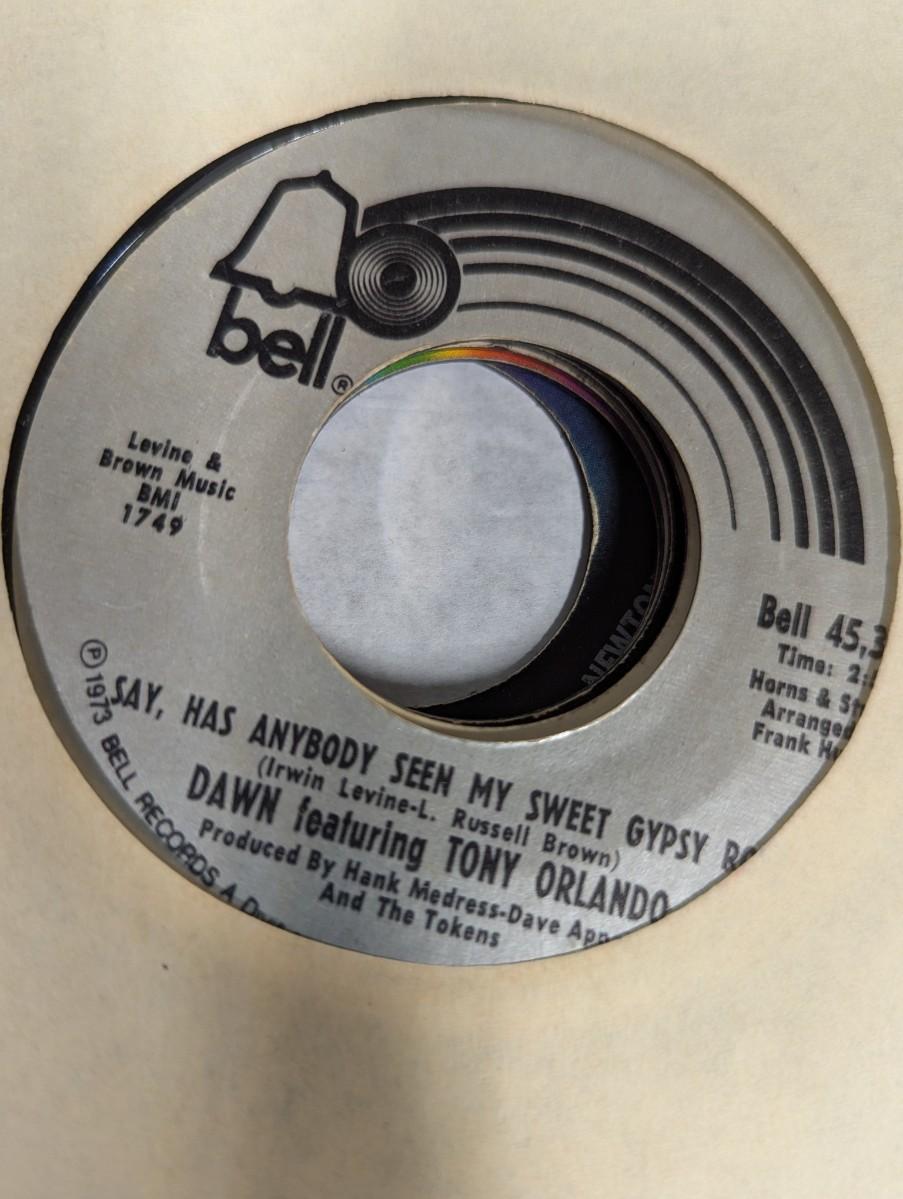 bell®
Levine &
Brown Music
BMI
1749
Bell 45,3
Time: 2:
Horns & St
Arranged
Frank H
SAY, HAS ANYBODY SEEN MY SWEET GYPSY RO
(Irwin Levine-L. Russell Brown)
DAWN featuring TONY ORLANDO
Produced By Hank Medress-Dave App
And The Tokens
℗ 1973 BELL RECORDS A
NEWTON